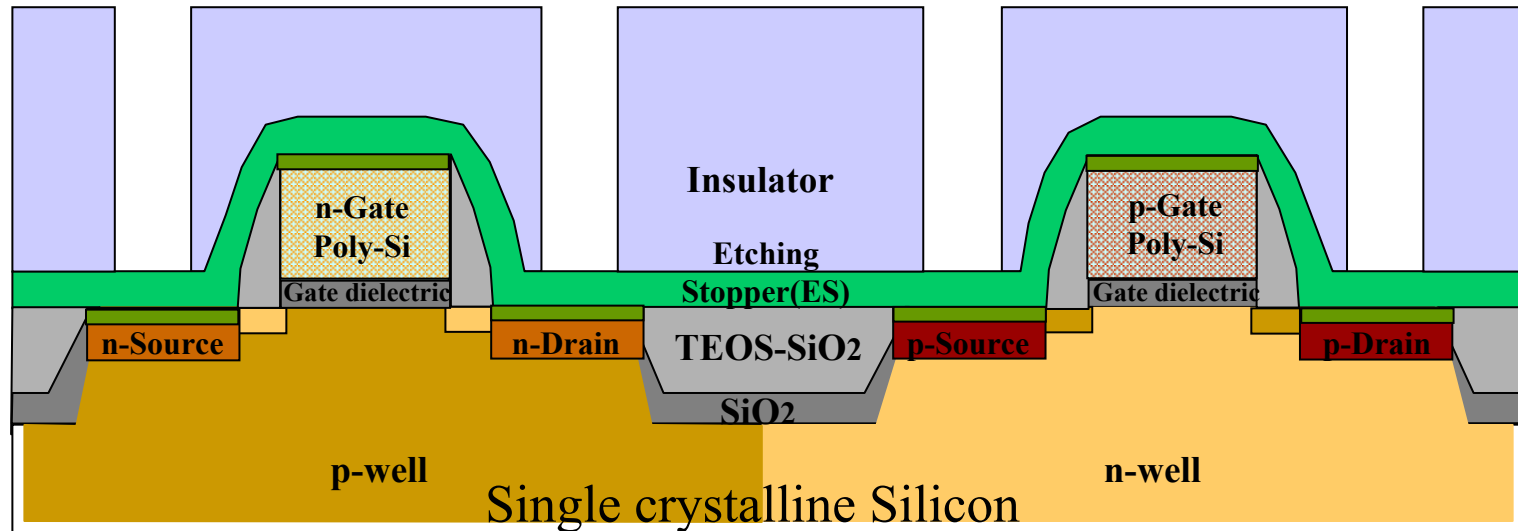 Insulator
n-Gate
Poly-Si
p-Gate
Poly-Si
Etching
Stopper(ES)
Gate dielectric
Gate dielectric
n-Source
n-Drain
TEOS-SiO2
p-Source
p-Drain
SiO2
p-well
n-well
Single crystalline Silicon